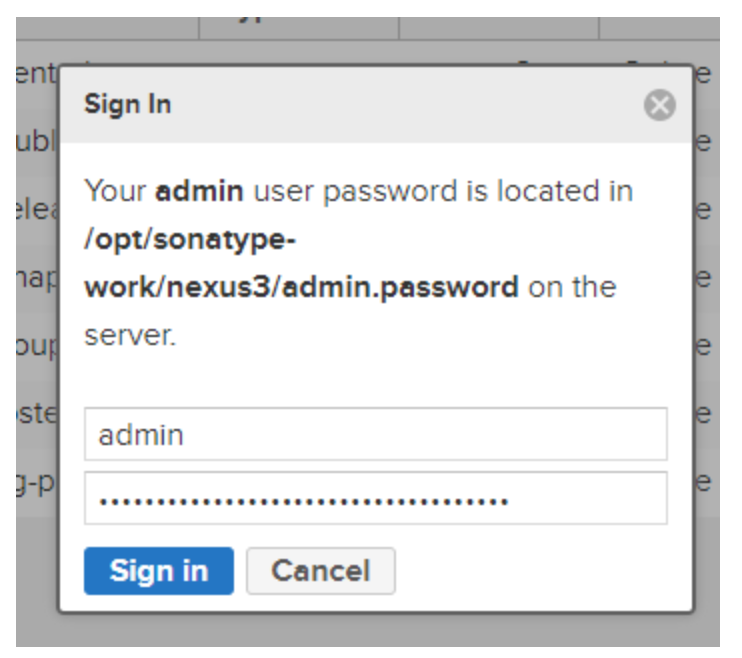 Sign In
Your admin user password is located in
/opt/sonatype-
work/nexus3/admin.password on the
server.
admin
••••••••••••••••••••••••••••••••••••
Sign in
Cancel